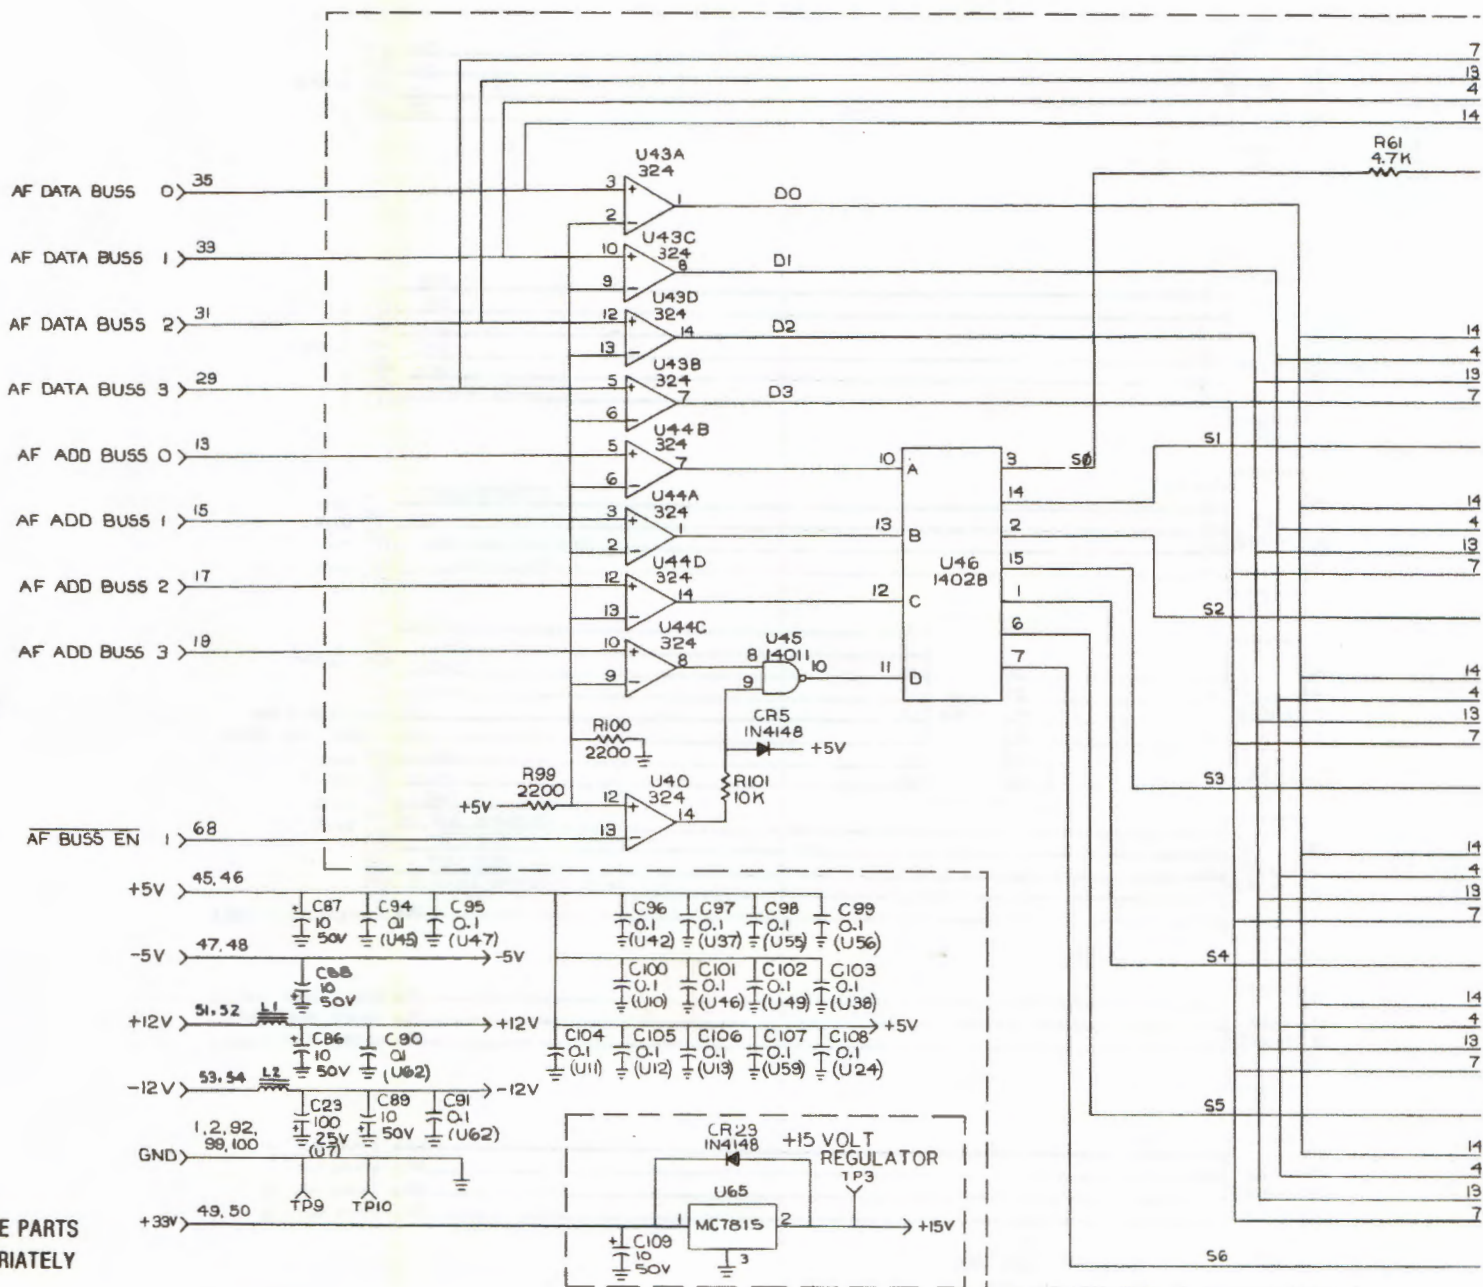 7
13
4
14
R61
4.7K
AF DATA BUSS 0 35
3 + U43A 324 1 D0
2 −
AF DATA BUSS 1 33
10 + U43C 324 8 D1
9 −
AF DATA BUSS 2 31
12 + U43D 324 14 D2
13 −
14
4
13
7
AF DATA BUSS 3 29
5 + U43B 324 7 D3
6 −
AF ADD BUSS 0 13
5 + U44B 324 7
6 −
10 A
3 SØ
S1
14
AF ADD BUSS 1 15
3 + U44A 324 1
2 −
13 B
2
U46
14028
15
14
4
13
7
AF ADD BUSS 2 17
12 + U44D 324 14
13 −
12 C
1
S2
6
AF ADD BUSS 3 19
10 + U44C 324 8
9 −
U45
14011
8
9
10
11 D
7
14
4
13
7
CR5
1N4148
+5V
R100
2200
R99
2200
+5V
R101
10K
S3
U40
324
12 +
13 −
14
AF BUSS EN 1 68
14
4
13
7
+5V 45,46
C87
10
50V
C94
0.1
(U45)
C95
0.1
(U47)
C96
0.1
(U42)
C97
0.1
(U37)
C98
0.1
(U55)
C99
0.1
(U56)
-5V 47,48 -5V
C88
10
50V
C100
0.1
(U10)
C101
0.1
(U46)
C102
0.1
(U49)
C103
0.1
(U38)
S4
+12V 51,52 L1 +12V
C86
10
50V
C90
0.1
(U62)
+5V
C104
0.1
(U11)
C105
0.1
(U12)
C106
0.1
(U13)
C107
0.1
(U59)
C108
0.1
(U24)
14
4
13
7
-12V 53,54 L2 -12V
C23
100
25V
(U7)
C89
10
50V
C91
0.1
(U62)
S5
GND 1,2,92,
99,100
TP9 TP10
CR23
1N4148
+15 VOLT
REGULATOR
TP3
14
4
13
7
+33V 49,50
U65
1 MC7815 2
3
+15V
C109
10
50V
S6
E PARTS
RIATELY